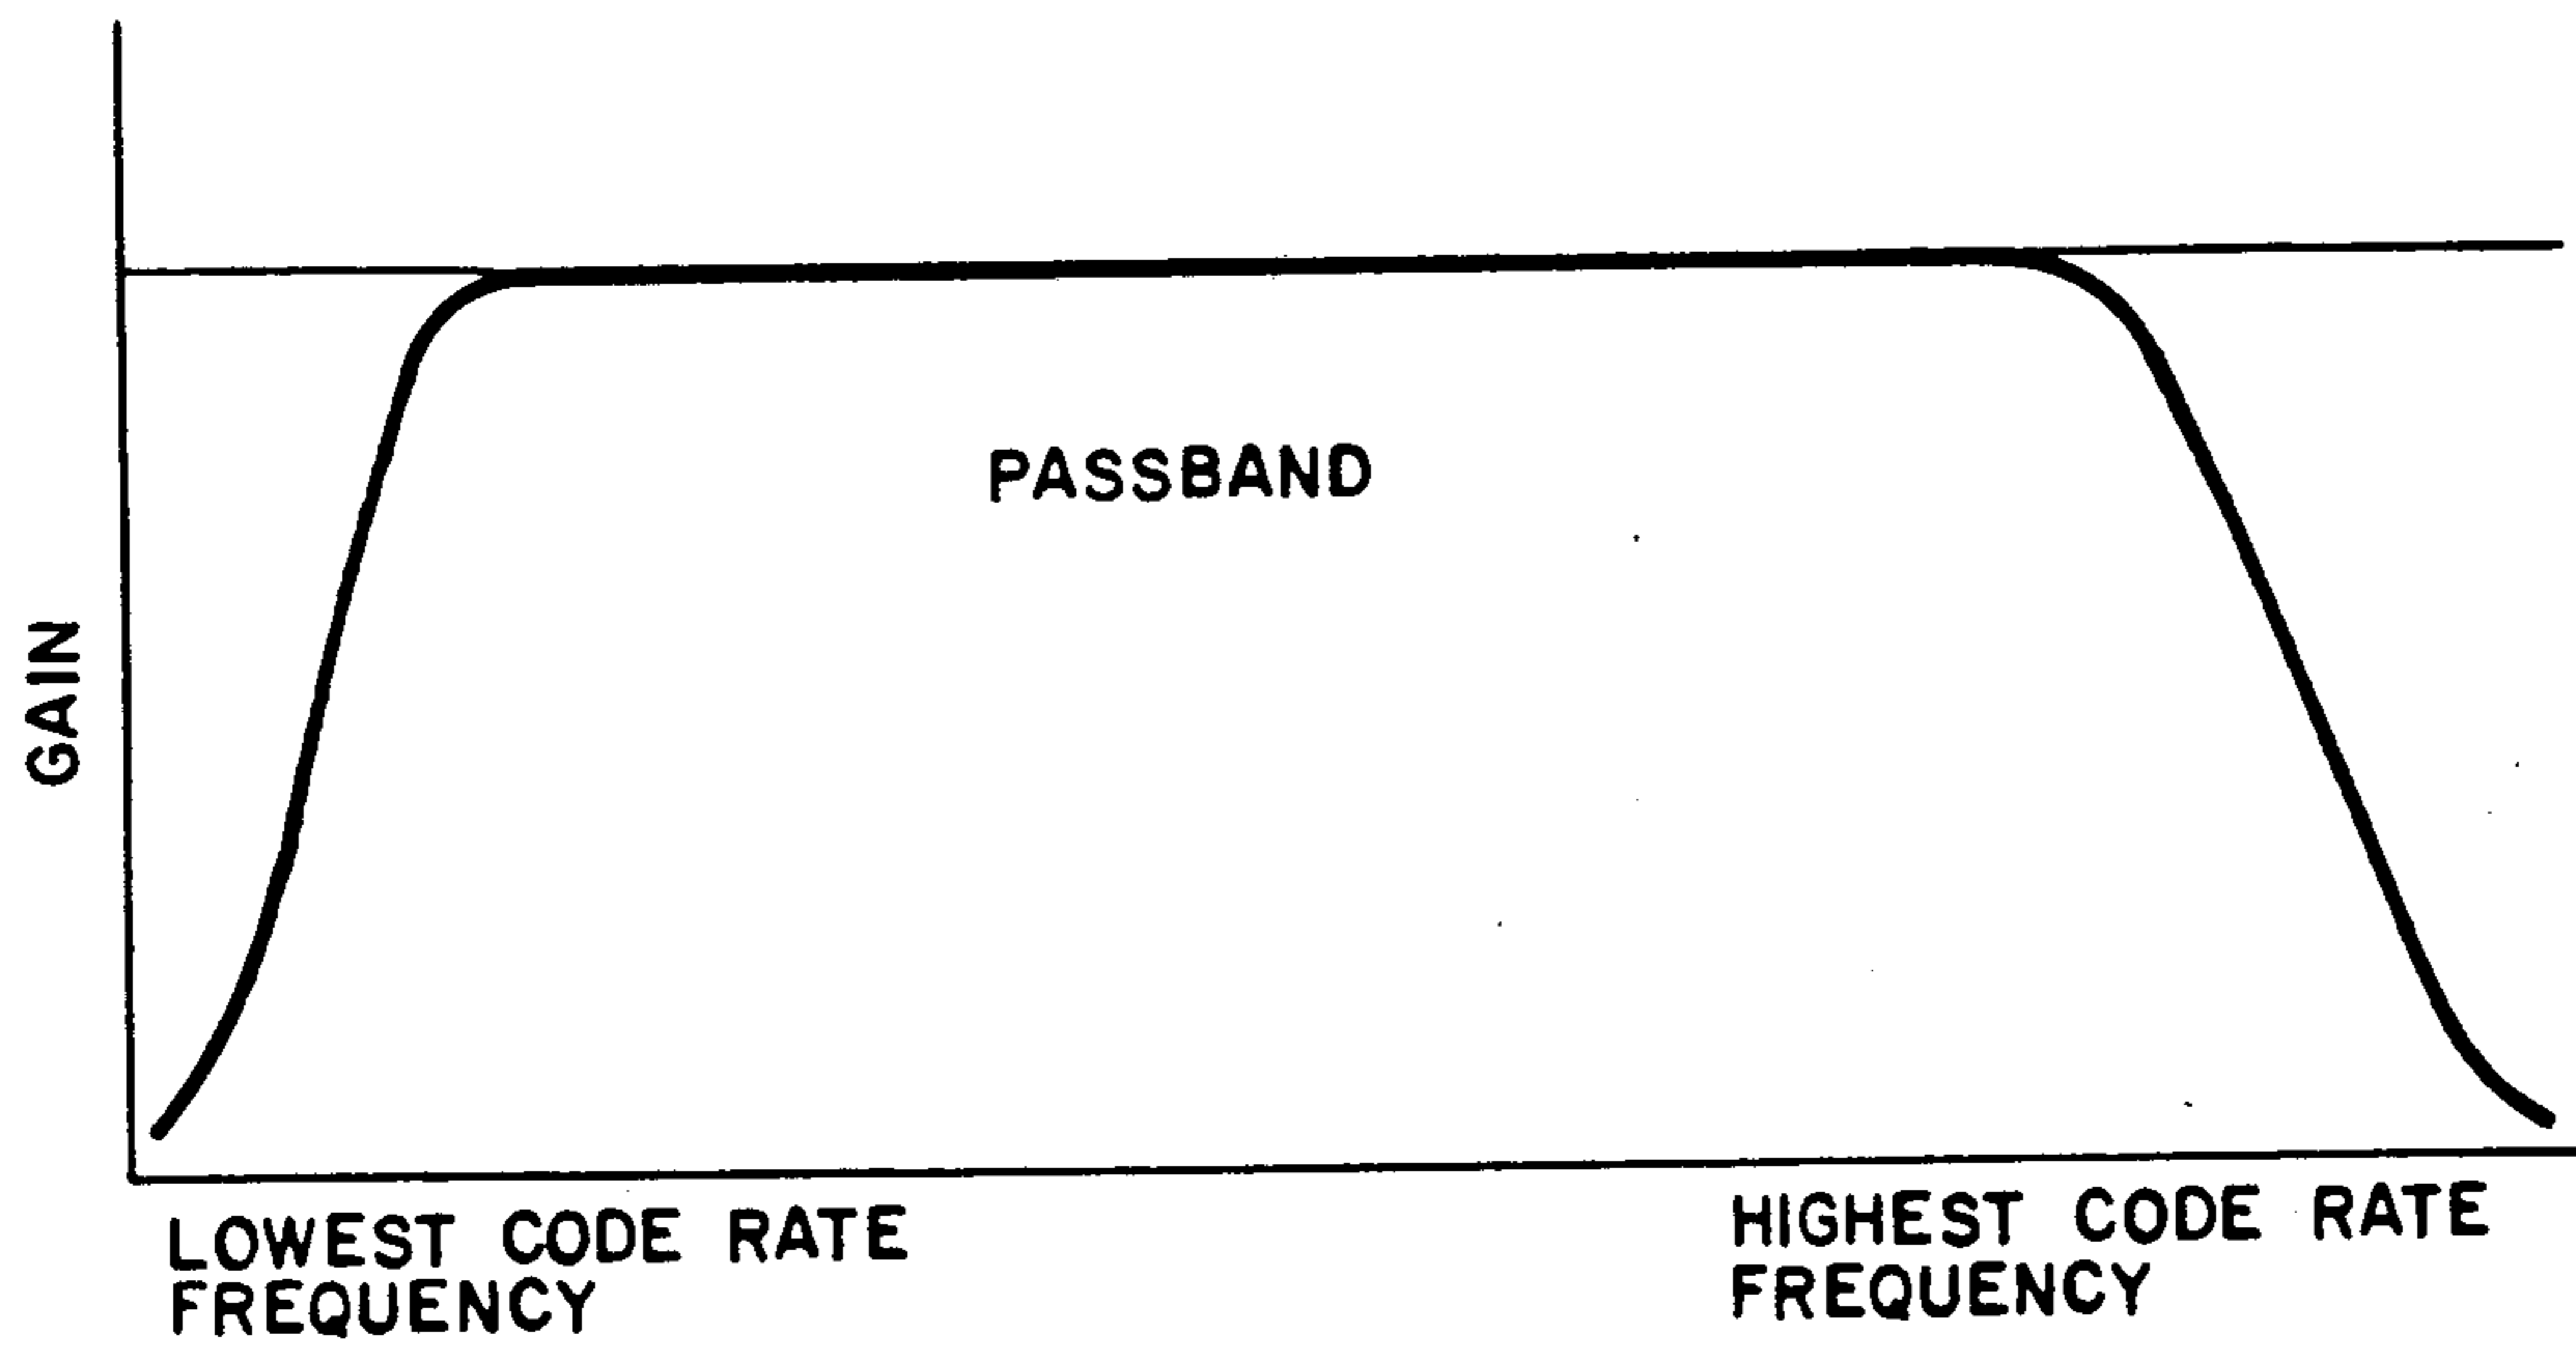 GAIN
PASSBAND
LOWEST CODE RATE
FREQUENCY
HIGHEST CODE RATE
FREQUENCY